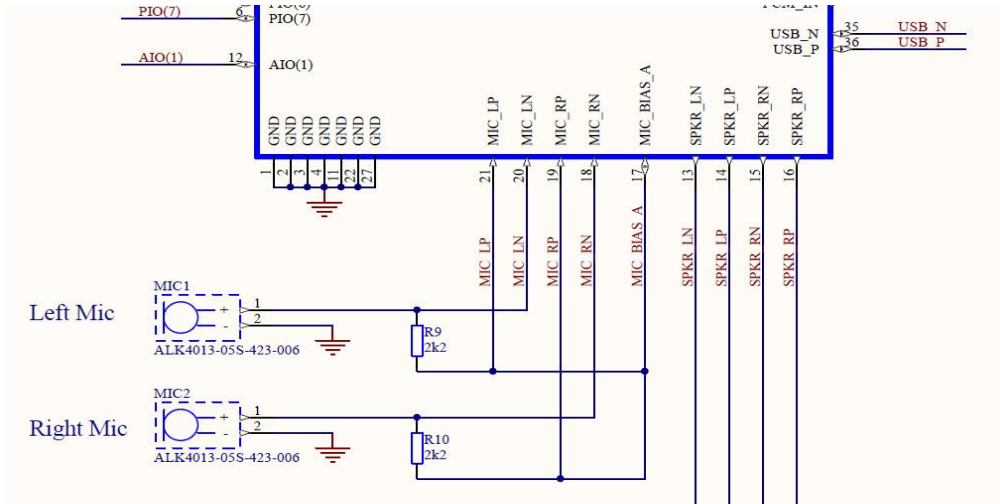 PIO(7)
6
PIO(7)
AIO(1)
12
AIO(1)
35
USB_N
USB_N
36
USB_P
USB_P
GND
GND
GND
GND
GND
GND
GND
1
2
3
4
11
22
27
MIC_LP
MIC_LN
MIC_RP
MIC_RN
MIC_BIAS_A
SPKR_LN
SPKR_LP
SPKR_RN
SPKR_RP
21
20
19
18
17
13
14
15
16
MIC_LP
MIC_LN
MIC_RP
MIC_RN
MIC_BIAS_A
SPKR_LN
SPKR_LP
SPKR_RN
SPKR_RP
Left Mic
MIC1
+
-
1
2
ALK4013-05S-423-006
R9
2k2
Right Mic
MIC2
+
-
1
2
ALK4013-05S-423-006
R10
2k2